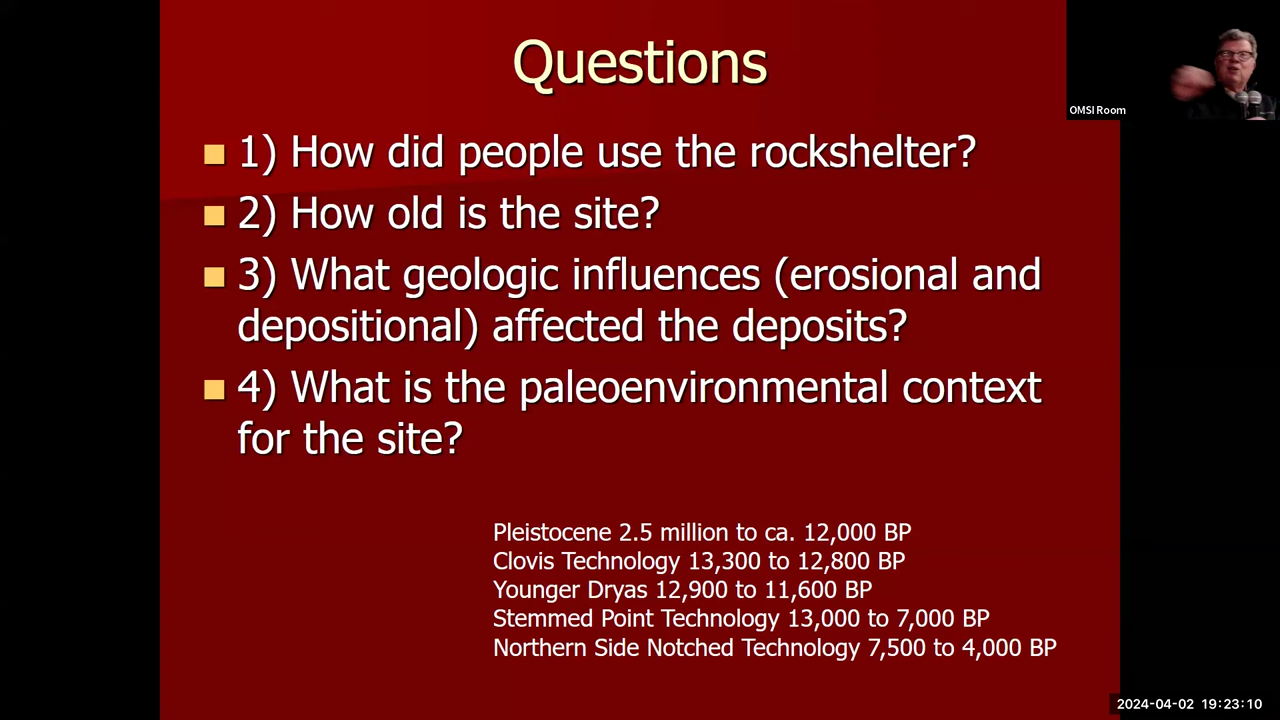 Questions
OMSI Room
1) How did people use the rockshelter?
2) How old is the site?
3) What geologic influences (erosional and
depositional) affected the deposits?
4) What is the paleoenvironmental context
for the site?
Pleistocene 2.5 million to ca. 12,000 BP
Clovis Technology 13,300 to 12,800 BP
Younger Dryas 12,900 to 11,600 BP
Stemmed Point Technology 13,000 to 7,000 BP
Northern Side Notched Technology 7,500 to 4,000 BP
2024-04-02 19:23:10